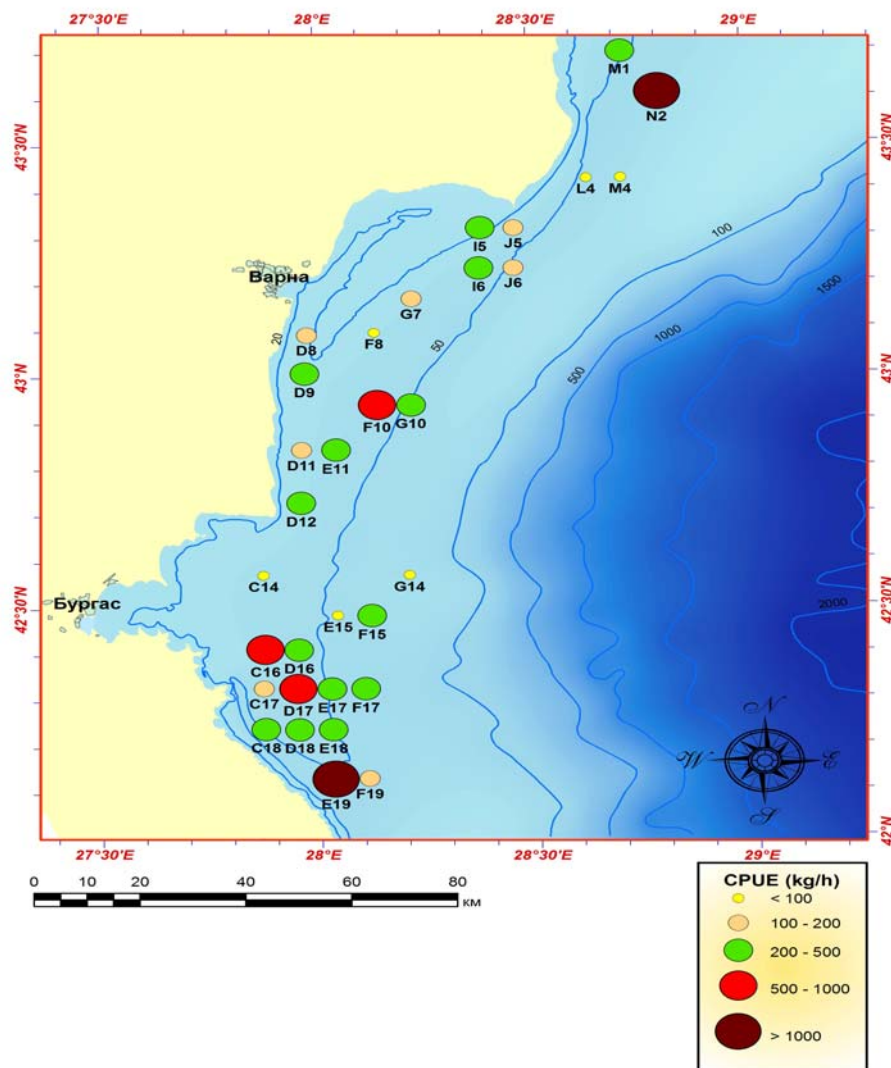 27°30'E 28°E 28°30'E 29°E
M1
N2
43°30'N 43°30'N
L4 M4
I5 J5
100
Варна
I6 J6
1500
G7
1000
D8 F8
20
50
500
43°N 43°N
D9
F10 G10
D11 E11
D12
C14 G14
Бургас
42°30'N 42°30'N
2000
E15 F15
C16 D16
C17 D17 E17 F17
N
C18 D18 E18
W E
E19 F19
S
42°N
27°30'E 28°E 28°30'E 29°E
0 10 20 40 60 80
км
CPUE (kg/h)
< 100
100 - 200
200 - 500
500 - 1000
> 1000